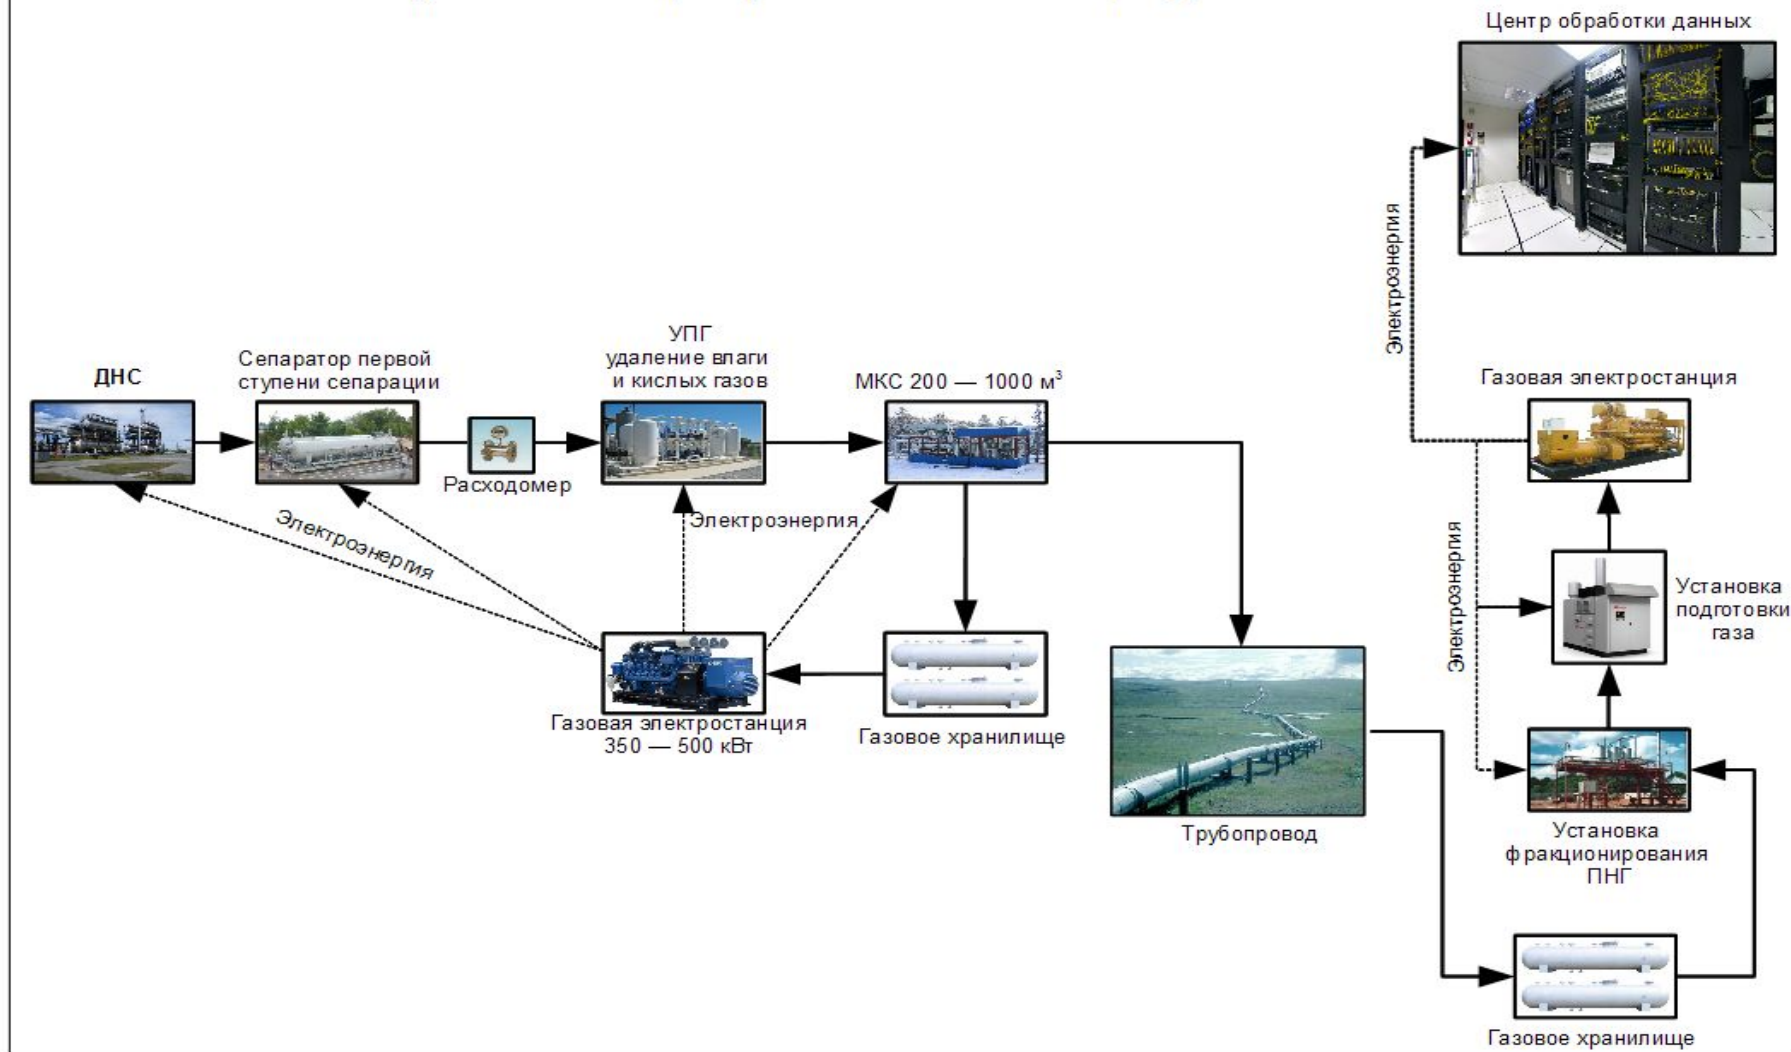 Центр обработки данных
Электроэнергия
УПГ
удаление влаги
и кислых газов
Сепаратор первой
ступени сепарации
ДНС
МКС 200 — 1000 м³
Газовая электростанция
Расходомер
Электроэнергия
Электроэнергия
Электроэнергия
Установка
подготовки
газа
Газовая электростанция
350 — 500 кВт
Газовое хранилище
Трубопровод
Установка
фракционирования
ПНГ
Газовое хранилище